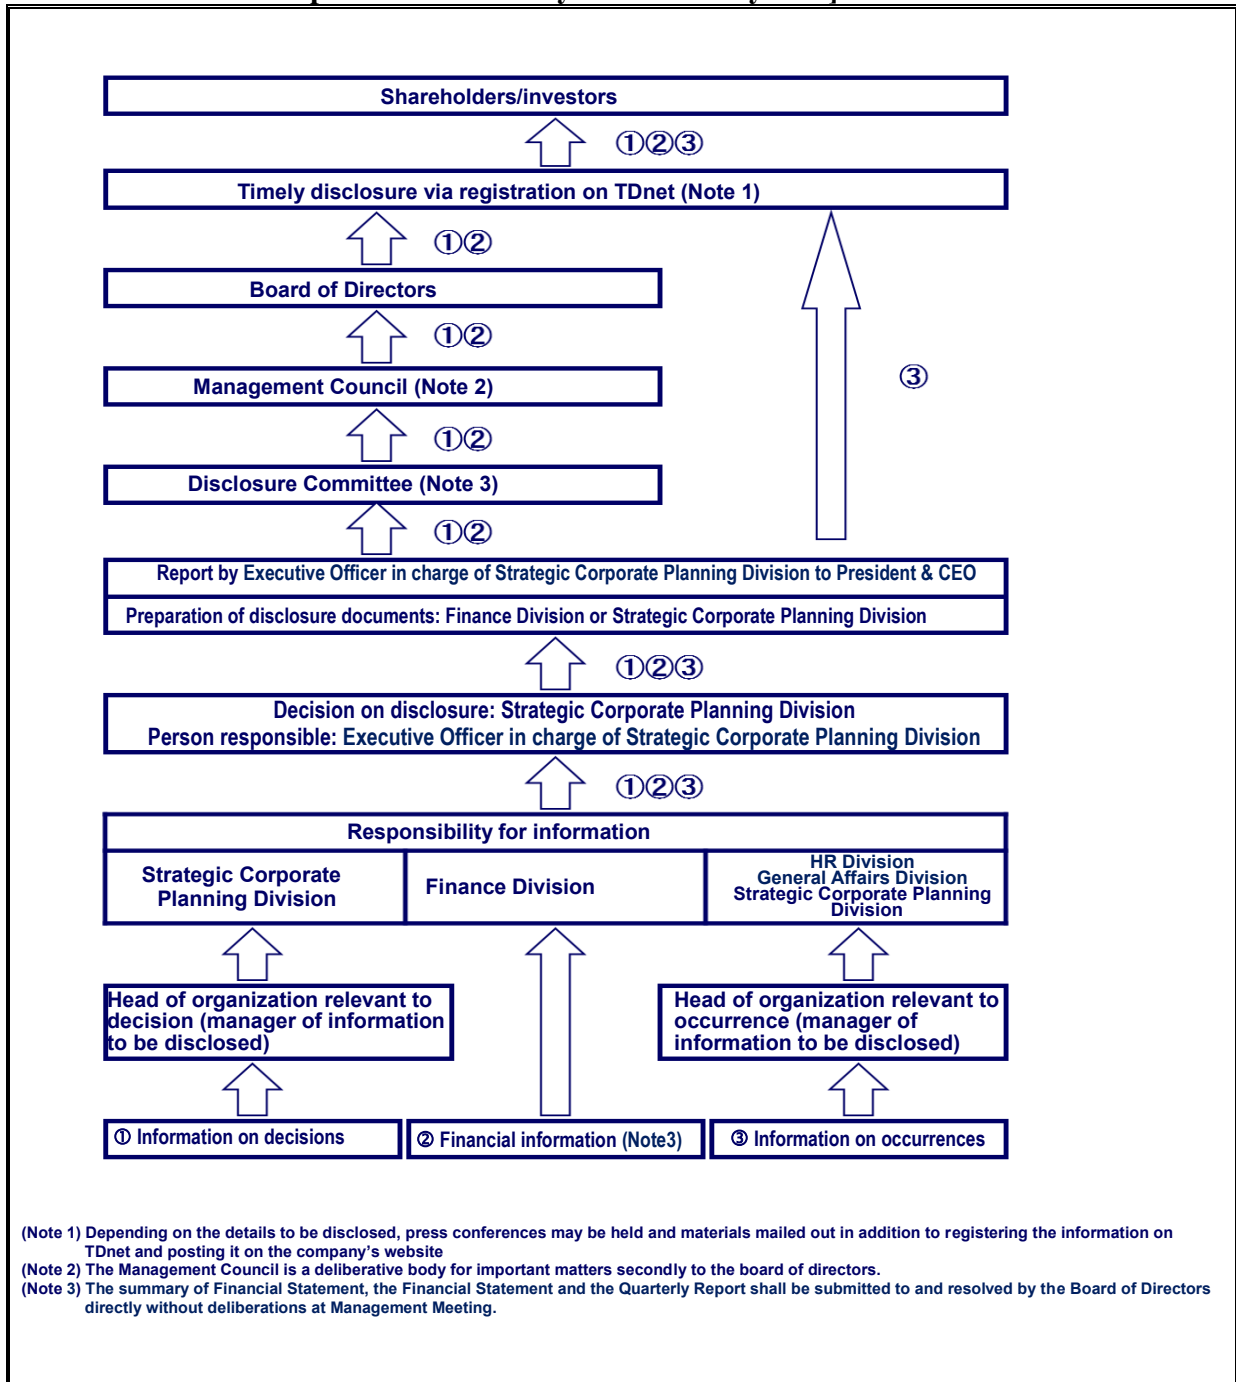 Shareholders/investors
①②③
Timely disclosure via registration on TDnet (Note 1)
①②
Board of Directors
①②
Management Council (Note 2)
③
①②
Disclosure Committee (Note 3)
①②
Report by Executive Officer in charge of Strategic Corporate Planning Division to President & CEO
Preparation of disclosure documents: Finance Division or Strategic Corporate Planning Division
①②③
Decision on disclosure: Strategic Corporate Planning Division
Person responsible: Executive Officer in charge of Strategic Corporate Planning Division
①②③
Responsibility for information
Strategic Corporate
Planning Division
Finance Division
HR Division
General Affairs Division
Strategic Corporate Planning
Division
Head of organization relevant to
decision (manager of information
to be disclosed)
Head of organization relevant to
occurrence (manager of
information to be disclosed)
① Information on decisions
② Financial information (Note3)
③ Information on occurrences
(Note 1) Depending on the details to be disclosed, press conferences may be held and materials mailed out in addition to registering the information on
TDnet and posting it on the company's website
(Note 2) The Management Council is a deliberative body for important matters secondly to the board of directors.
(Note 3) The summary of Financial Statement, the Financial Statement and the Quarterly Report shall be submitted to and resolved by the Board of Directors
directly without deliberations at Management Meeting.